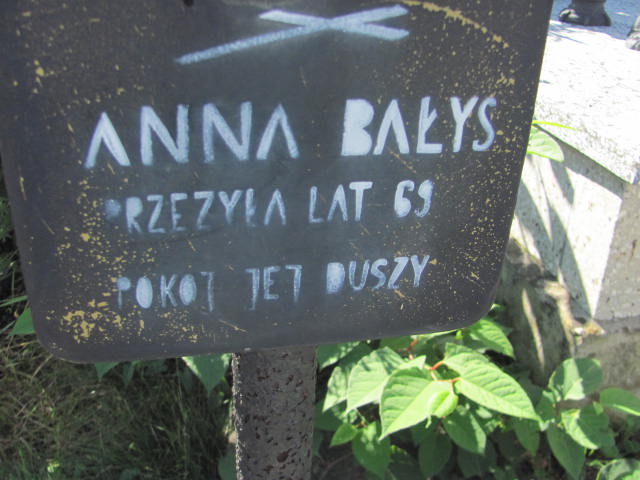 ANNA BAŁYS
PRZEZYŁA LAT 69
POKOJ JEJ DUSZY